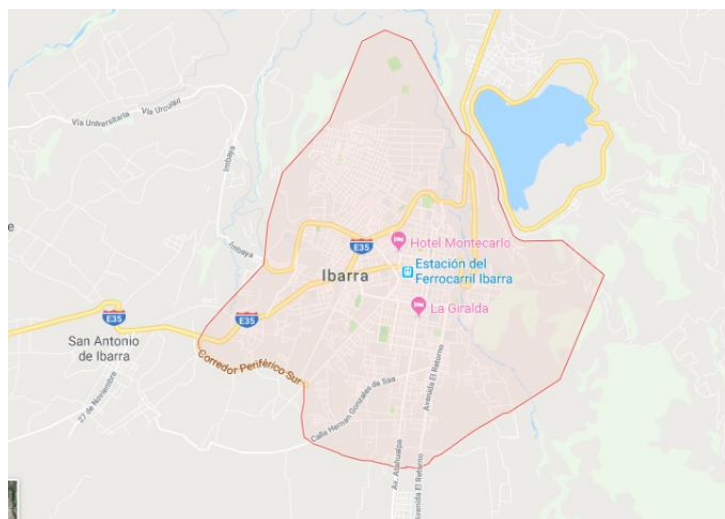 Vía Universitaria
Vía Urcuquí
Imbaya
Imbaya
e
E35
Hotel Montecarlo
Estación del
Ferrocarril Ibarra
Ibarra
La Giralda
E35
E35
San Antonio
de Ibarra
Corredor Periférico Sur
27 de Noviembre
Calle Hernan Gonzales de Saa
Avenida El Retorno
Av. Atahualpa
Avenida El Retorno